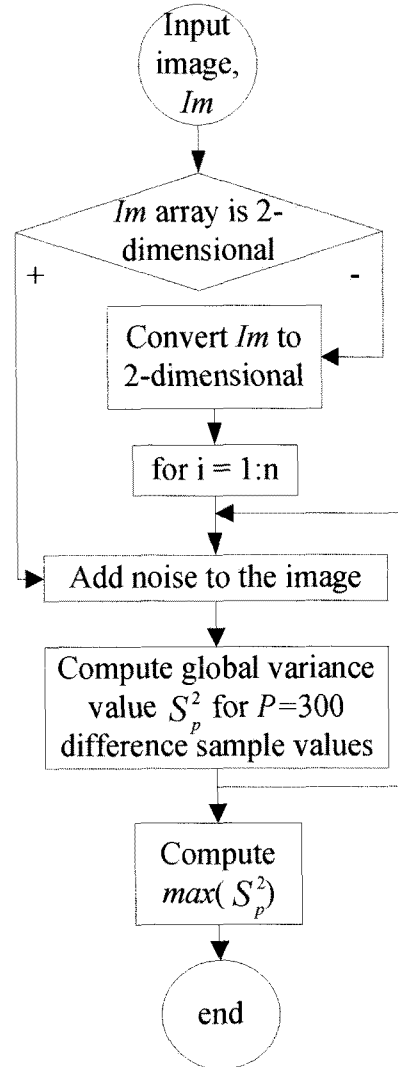 Input
image,
Im
Im array is 2-
dimensional
+
-
Convert Im to
2-dimensional
for i = 1:n
Add noise to the image
Compute global variance
value S_p^2 for P=300
difference sample values
Compute
max( S_p^2)
end